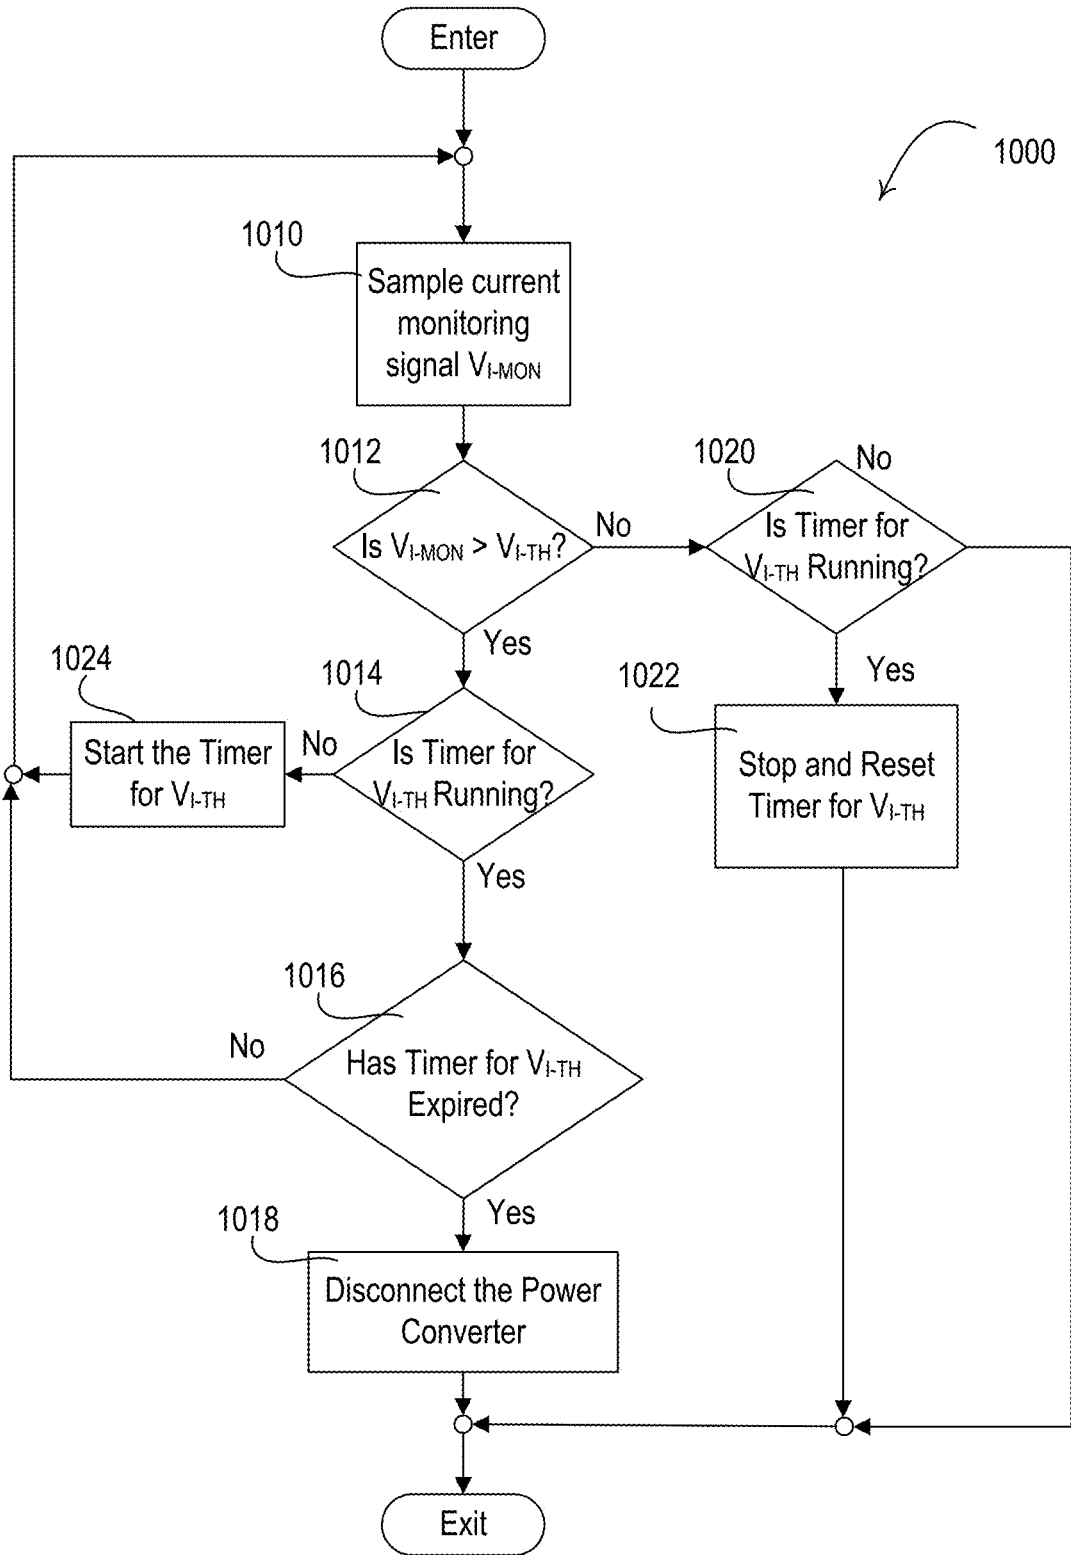 Enter
1000
1010
Sample current
monitoring
signal VI-MON
1012
Is VI-MON > VI-TH?
No
1020
No
Is Timer for
VI-TH Running?
Yes
1014
Is Timer for
VI-TH Running?
No
1024
Start the Timer
for VI-TH
Yes
1022
Stop and Reset
Timer for VI-TH
Yes
1016
Has Timer for VI-TH
Expired?
No
Yes
1018
Disconnect the Power
Converter
Exit